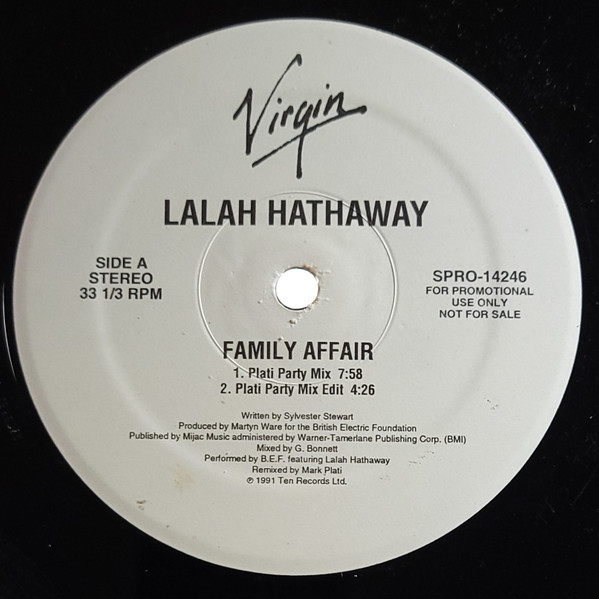 Virgin
LALAH HATHAWAY
SIDE A
STEREO
33 1/3 RPM
SPRO-14246
FOR PROMOTIONAL
USE ONLY
NOT FOR SALE
FAMILY AFFAIR
1. Plati Party Mix 7:58
2. Plati Party Mix Edit 4:26
Written by Sylvester Stewart
Produced by Martyn Ware for the British Electric Foundation
Published by Mijac Music administered by Warner-Tamerlane Publishing Corp. (BMI)
Mixed by G. Bonnett
Performed by B.E.F. featuring Lalah Hathaway
Remixed by Mark Plati
℗ 1991 Ten Records Ltd.